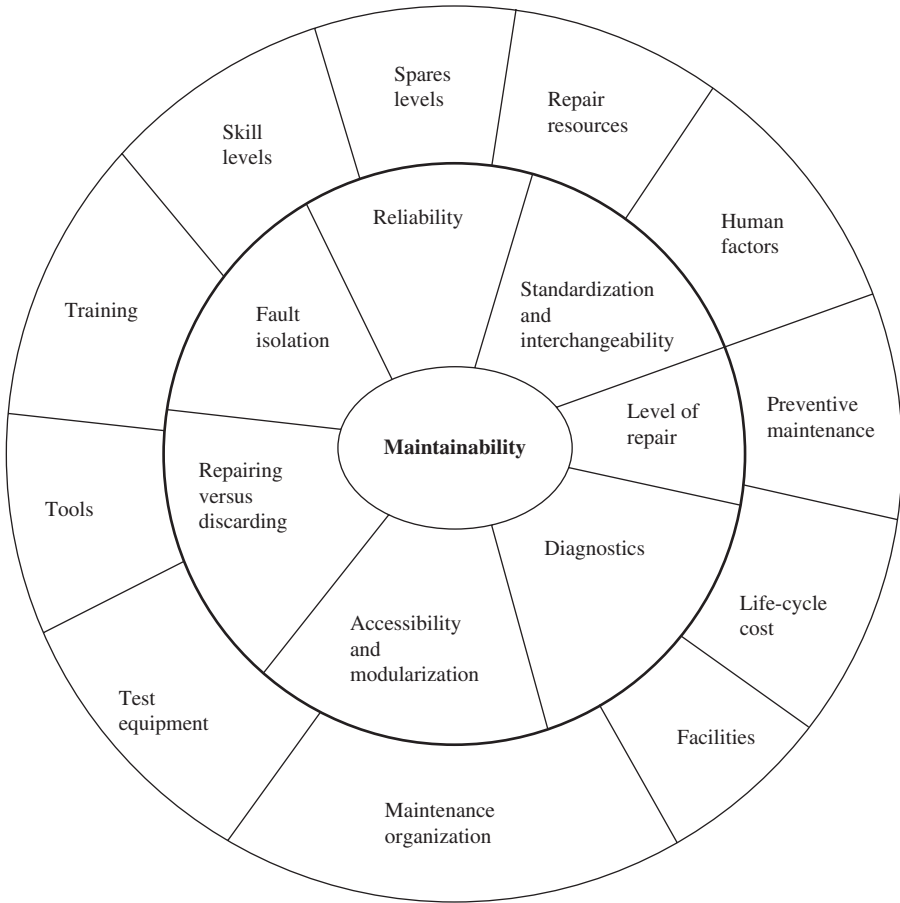 Spares
levels
Repair
resources
Human
factors
Preventive
maintenance
Life-cycle
cost
Facilities
Maintenance
organization
Test
equipment
Tools
Training
Skill
levels
Reliability
Standardization
and
interchangeability
Level of
repair
Diagnostics
Accessibility
and
modularization
Repairing
versus
discarding
Fault
isolation
Maintainability